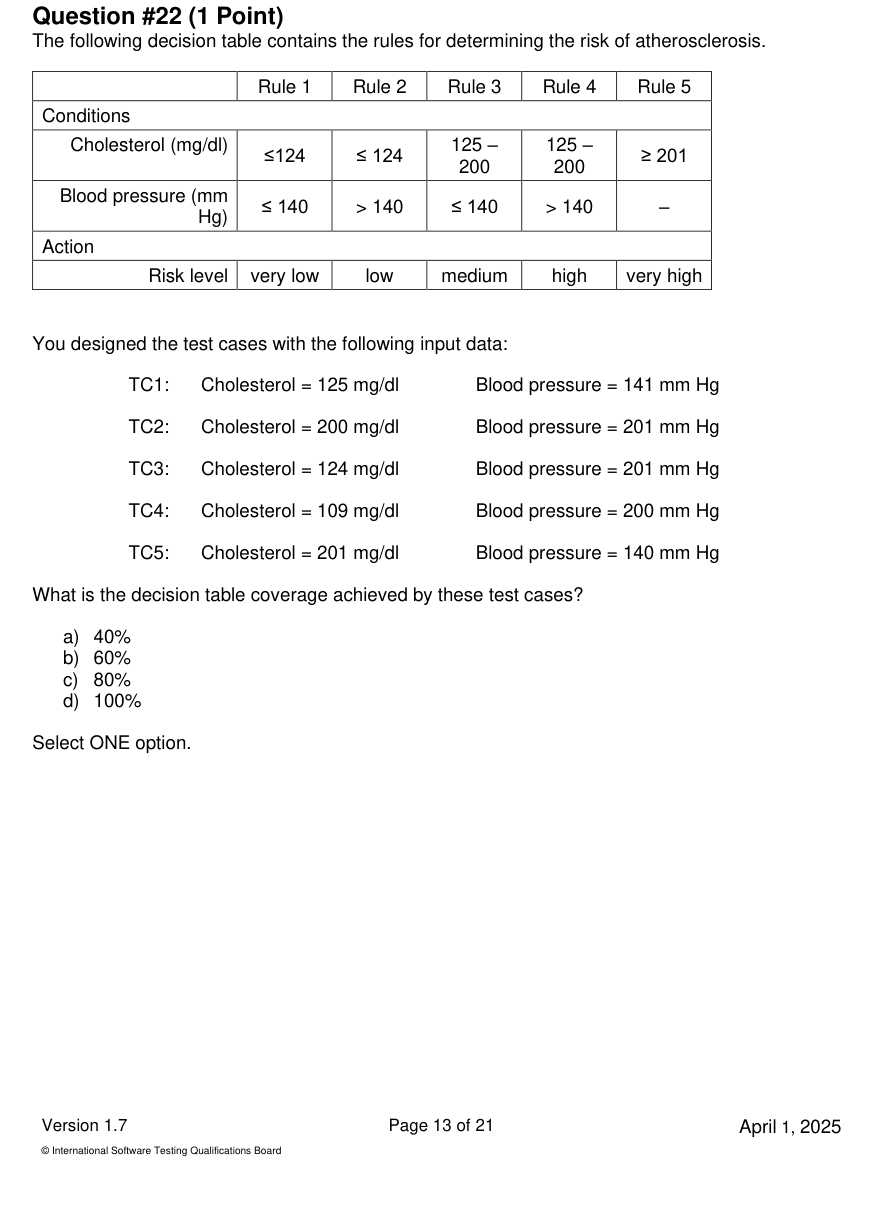 Question #22 (1 Point)
The following decision table contains the rules for determining the risk of atherosclerosis.
Rule 1 Rule 2 Rule 3 Rule 4 Rule 5
Conditions
Cholesterol (mg/dl) ≤124 ≤ 124 125 – 200 125 – 200 ≥ 201
Blood pressure (mm Hg) ≤ 140 > 140 ≤ 140 > 140 –
Action
Risk level very low low medium high very high
You designed the test cases with the following input data:
TC1: Cholesterol = 125 mg/dl Blood pressure = 141 mm Hg
TC2: Cholesterol = 200 mg/dl Blood pressure = 201 mm Hg
TC3: Cholesterol = 124 mg/dl Blood pressure = 201 mm Hg
TC4: Cholesterol = 109 mg/dl Blood pressure = 200 mm Hg
TC5: Cholesterol = 201 mg/dl Blood pressure = 140 mm Hg
What is the decision table coverage achieved by these test cases?
a) 40%
b) 60%
c) 80%
d) 100%
Select ONE option.
Version 1.7 Page 13 of 21 April 1, 2025
© International Software Testing Qualifications Board